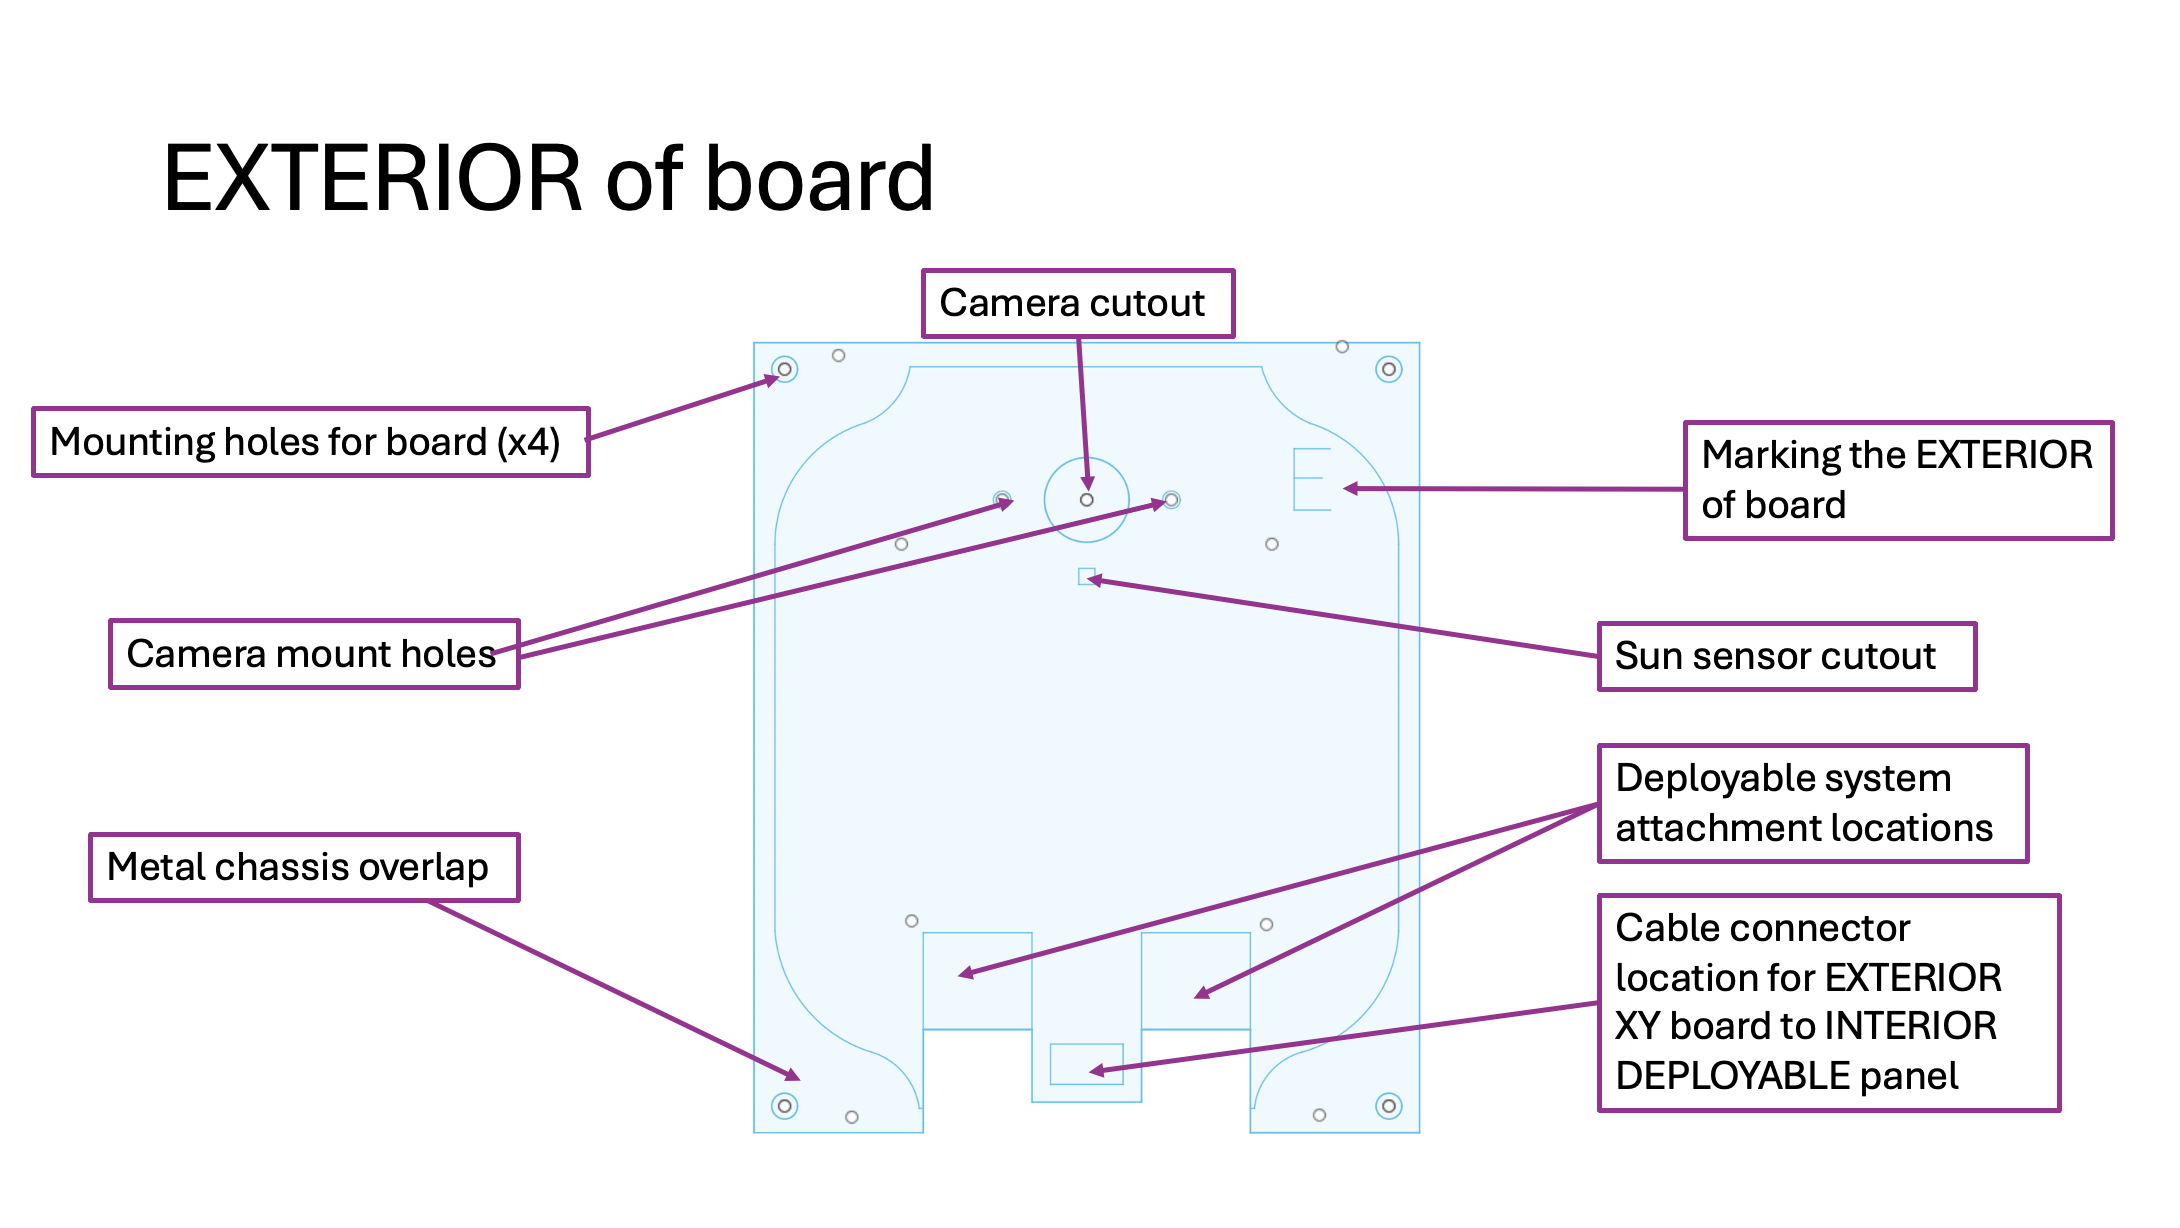 EXTERIOR of board
Camera cutout
Mounting holes for board (x4)
Marking the EXTERIOR
of board
E
Camera mount holes
Sun sensor cutout
Deployable system
attachment locations
Metal chassis overlap
Cable connector
location for EXTERIOR
XY board to INTERIOR
DEPLOYABLE panel